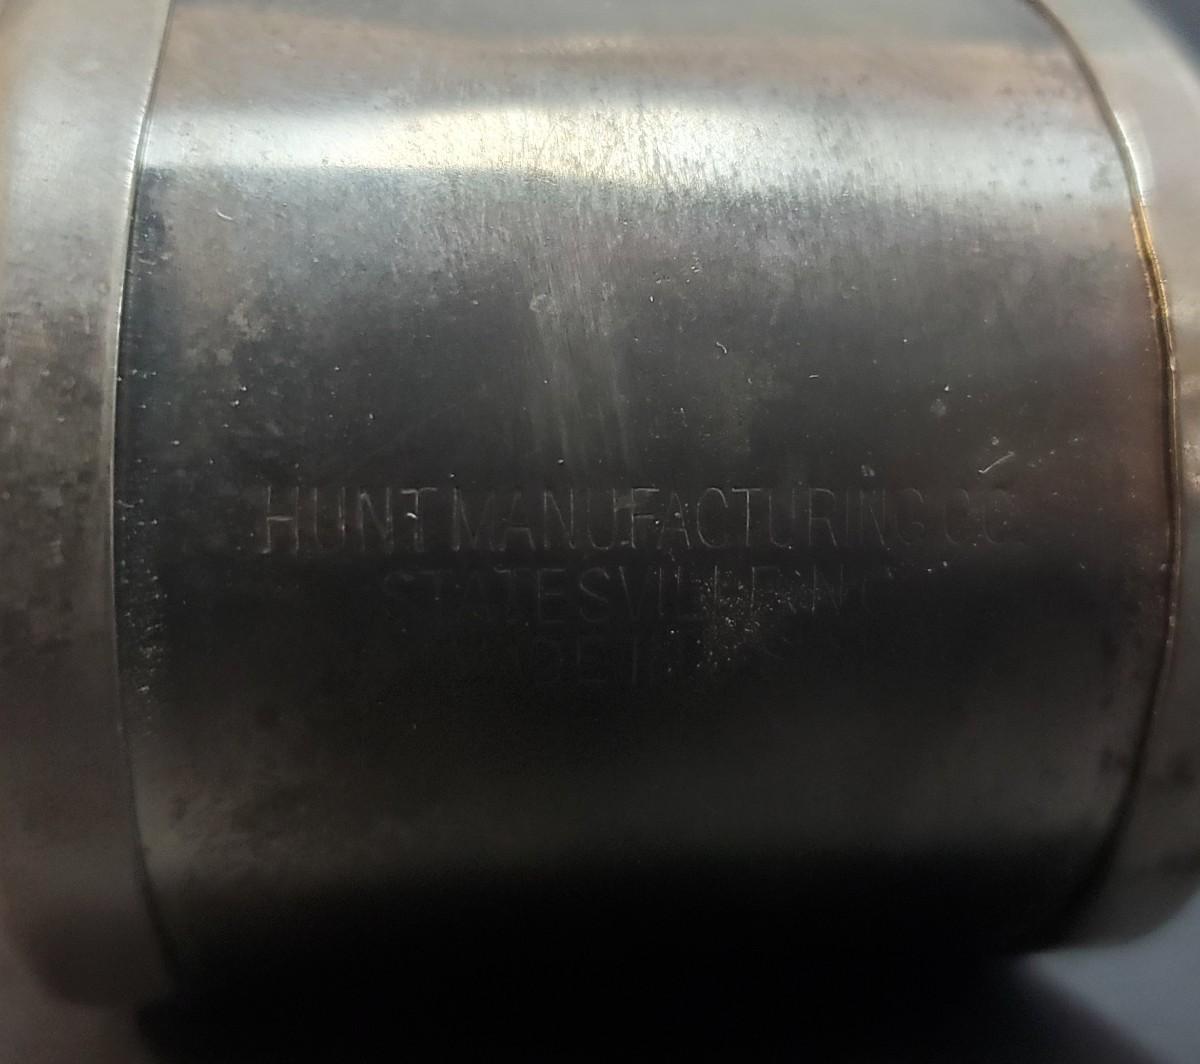 HUNT MANUFACTURING CO.
STATESVILLE, N.C.